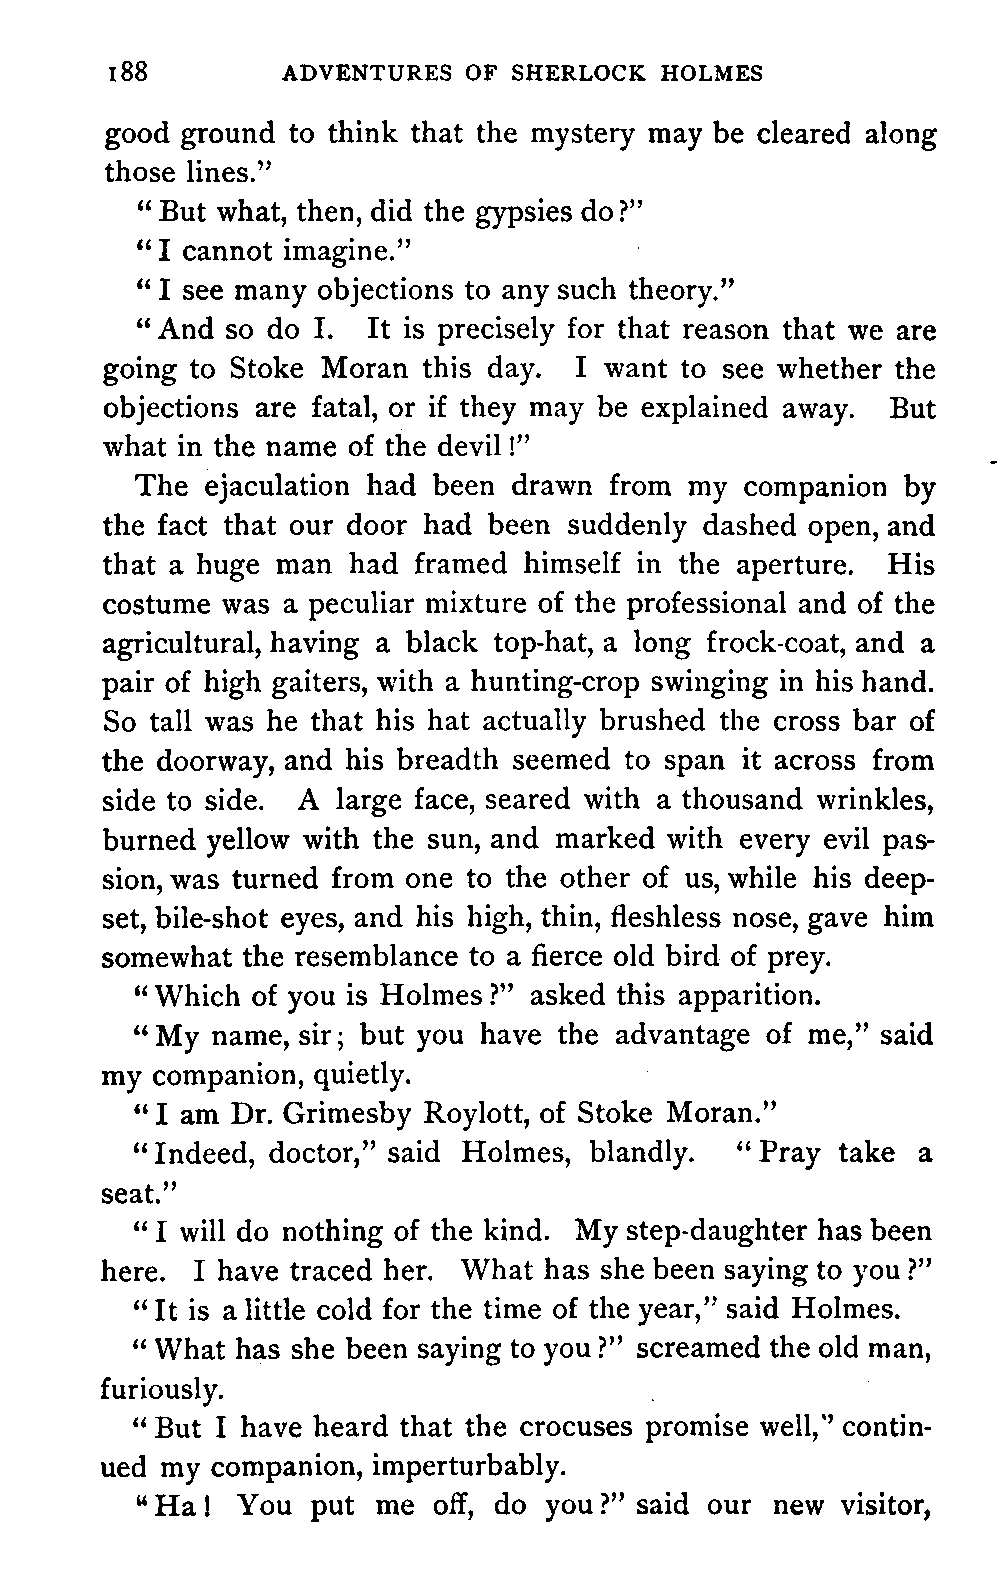 188 ADVENTURES OF SHERLOCK HOLMES
good ground to think that the mystery may be cleared along
those lines."
"But what, then, did the gypsies do?"
"I cannot imagine."
"I see many objections to any such theory."
"And so do I. It is precisely for that reason that we are
going to Stoke Moran this day. I want to see whether the
objections are fatal, or if they may be explained away. But
what in the name of the devil!"
The ejaculation had been drawn from my companion by
the fact that our door had been suddenly dashed open, and
that a huge man had framed himself in the aperture. His
costume was a peculiar mixture of the professional and of the
agricultural, having a black top-hat, a long frock-coat, and a
pair of high gaiters, with a hunting-crop swinging in his hand.
So tall was he that his hat actually brushed the cross bar of
the doorway, and his breadth seemed to span it across from
side to side. A large face, seared with a thousand wrinkles,
burned yellow with the sun, and marked with every evil pas-
sion, was turned from one to the other of us, while his deep-
set, bile-shot eyes, and his high, thin, fleshless nose, gave him
somewhat the resemblance to a fierce old bird of prey.
"Which of you is Holmes?" asked this apparition.
"My name, sir; but you have the advantage of me," said
my companion, quietly.
"I am Dr. Grimesby Roylott, of Stoke Moran."
"Indeed, doctor," said Holmes, blandly. "Pray take a
seat."
"I will do nothing of the kind. My step-daughter has been
here. I have traced her. What has she been saying to you?"
"It is a little cold for the time of the year," said Holmes.
"What has she been saying to you?" screamed the old man,
furiously.
"But I have heard that the crocuses promise well," contin-
ued my companion, imperturbably.
"Ha! You put me off, do you?" said our new visitor,